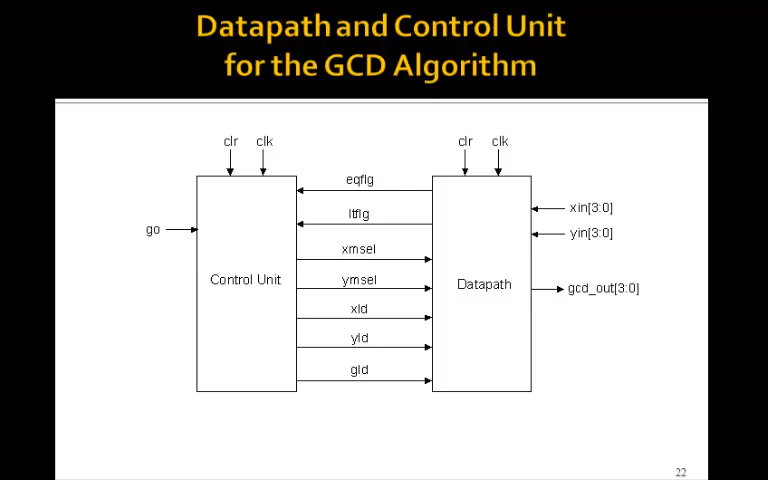 Datapath and Control Unit
for the GCD Algorithm
clr clk
clr clk
eqflg
ltflg
xmsel
ymsel
xld
yld
gld
go
Control Unit
Datapath
xin[3:0]
yin[3:0]
gcd_out[3:0]
22